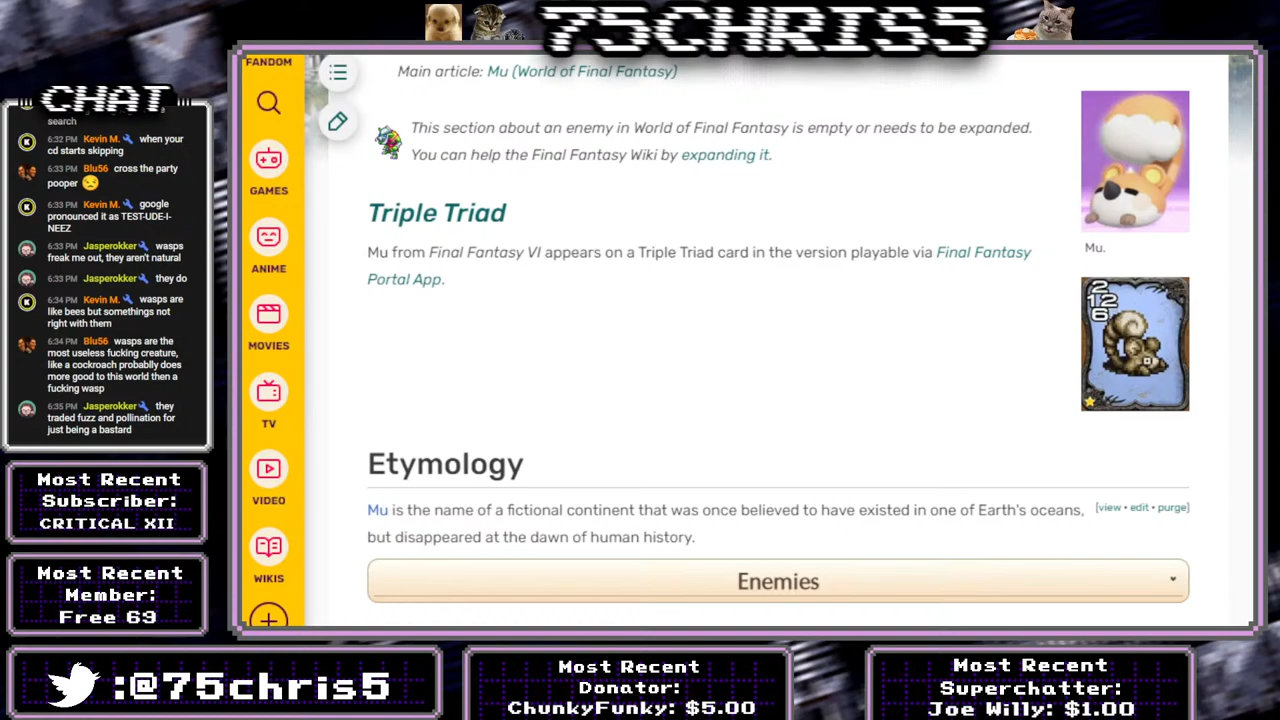 75CHRIS5
CHAT
search
6:32 PM Kevin M. when your
cd starts skipping
6:33 PM Blu56 cross the party
pooper
6:33 PM Kevin M. google
pronounced it as TEST-UDE-I-
NEEZ
6:33 PM Jasperokker wasps
freak me out, they aren't natural
6:33 PM Jasperokker they do
6:34 PM Kevin M. wasps are
like bees but somethings not
right with them
6:34 PM Blu56 wasps are the
most useless fucking creature,
like a cockroach probablly does
more good to this world then a
fucking wasp
6:35 PM Jasperokker they
traded fuzz and pollination for
just being a bastard
Most Recent
Subscriber:
CRITICAL XII
Most Recent
Member:
Free 69
FANDOM
GAMES
ANIME
MOVIES
TV
VIDEO
WIKIS
Main article: Mu (World of Final Fantasy)
This section about an enemy in World of Final Fantasy is empty or needs to be expanded.
You can help the Final Fantasy Wiki by expanding it.
Mu.
Triple Triad
Mu from Final Fantasy VI appears on a Triple Triad card in the version playable via Final Fantasy
Portal App.
2
12
6
Etymology
Mu is the name of a fictional continent that was once believed to have existed in one of Earth's oceans,
but disappeared at the dawn of human history.
[view • edit • purge]
Enemies
:@75chris5
Most Recent
Donator:
ChunkyFunky: $5.00
Most Recent
Superchatter:
Joe Willy: $1.00